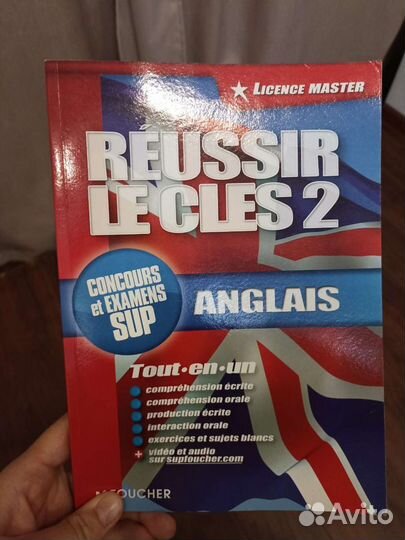 LICENCE MASTER
RÉUSSIR
LE CLES 2
CONCOURS
et EXAMENS
SUP
ANGLAIS
Tout•en•un
compréhension écrite
compréhension orale
production écrite
interaction orale
exercices et sujets blancs
+ vidéo et audio
sur supfoucher.com
FOUCHER
Avito